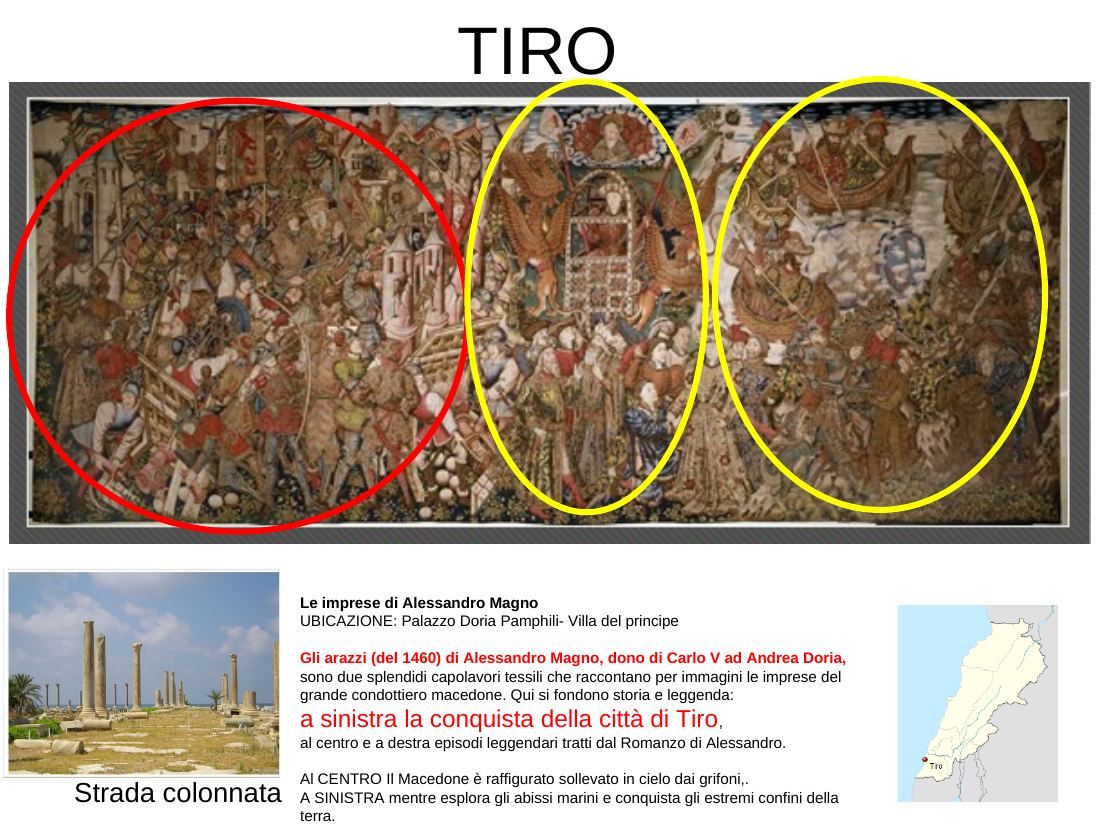 TIRO
Le imprese di Alessandro Magno
UBICAZIONE: Palazzo Doria Pamphili- Villa del principe
Gli arazzi (del 1460) di Alessandro Magno, dono di Carlo V ad Andrea Doria,
sono due splendidi capolavori tessili che raccontano per immagini le imprese del
grande condottiero macedone. Qui si fondono storia e leggenda:
a sinistra la conquista della città di Tiro,
al centro e a destra episodi leggendari tratti dal Romanzo di Alessandro.
Al CENTRO Il Macedone è raffigurato sollevato in cielo dai grifoni,.
A SINISTRA mentre esplora gli abissi marini e conquista gli estremi confini della
terra.
Strada colonnata
Tiro